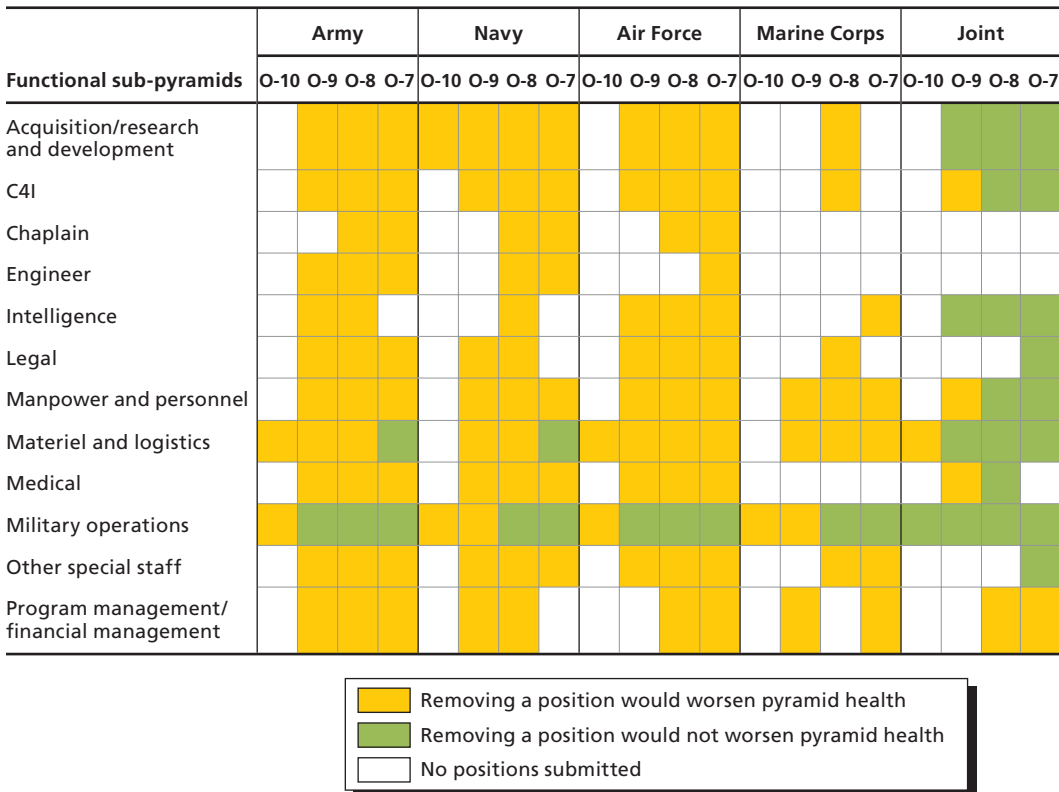 Army Navy Air Force Marine Corps Joint
Functional sub-pyramids O-10 O-9 O-8 O-7 O-10 O-9 O-8 O-7 O-10 O-9 O-8 O-7 O-10 O-9 O-8 O-7 O-10 O-9 O-8 O-7
Acquisition/research
and development
C4I
Chaplain
Engineer
Intelligence
Legal
Manpower and personnel
Materiel and logistics
Medical
Military operations
Other special staff
Program management/
financial management
Removing a position would worsen pyramid health
Removing a position would not worsen pyramid health
No positions submitted